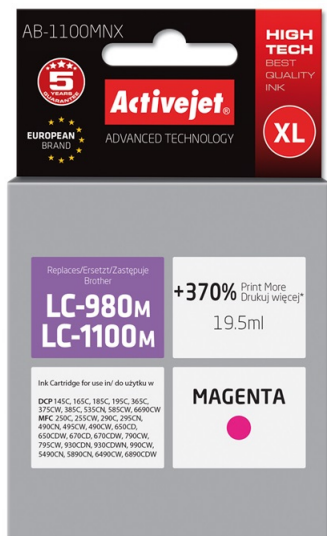 AB-1100MNX
HIGH
TECH
BEST
QUALITY
INK
5
YEARS
GUARANTEE
Activejet®
EUROPEAN
BRAND
ADVANCED TECHNOLOGY
XL
Replaces/Ersetzt/Zastępuje
Brother
LC-980M
LC-1100M
+370% Print More
Drukuj więcej*
19.5ml
Ink Cartridge for use in/ do użytku w
DCP 145C, 165C, 185C, 195C, 365C,
375CW, 385C, 535CN, 585CW, 6690CW
MFC 250C, 255CW, 290C, 295CN,
490CN, 495CW, 490CW, 650CD,
650CDW, 670CD, 670CDW, 790CW,
795CW, 930CDN, 930CDWN, 990CW,
5490CN, 5890CN, 6490CW, 6890CDW
MAGENTA